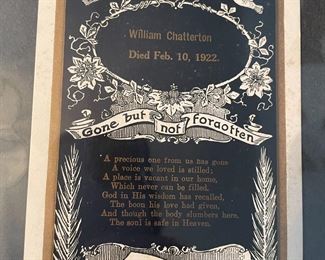 William Chatterton
Died Feb. 10, 1922.
Gone but not forgotten
A precious one from us has gone
A voice we loved is stilled;
A place is vacant in our home,
Which never can be filled.
God in His wisdom has recalled,
The boon his love had given,
And though the body slumbers here,
The soul is safe in Heaven.